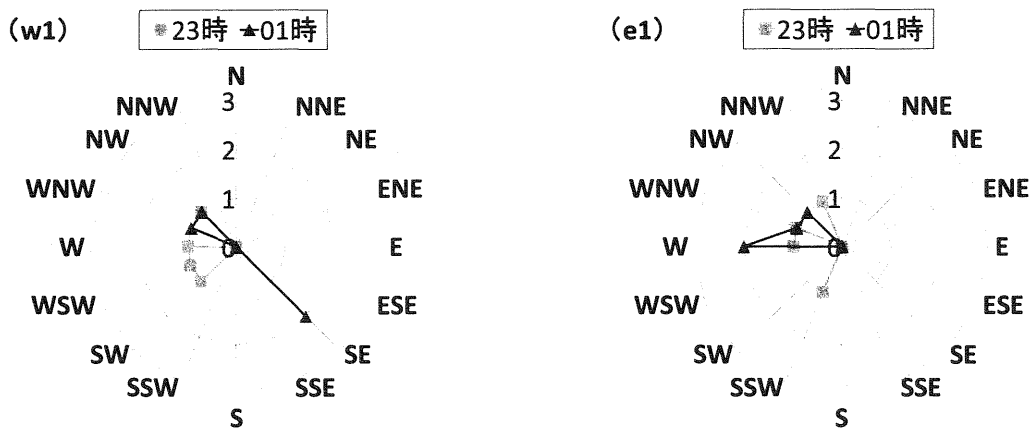 (w1)
23時 01時
N
NNW 3 NNE
NW NE
2
WNW 1 ENE
W 0 E
WSW ESE
SW SE
SSW SSE
S
(e1)
23時 01時
N
NNW 3 NNE
NW NE
2
WNW 1 ENE
W 0 E
WSW ESE
SW SE
SSW SSE
S